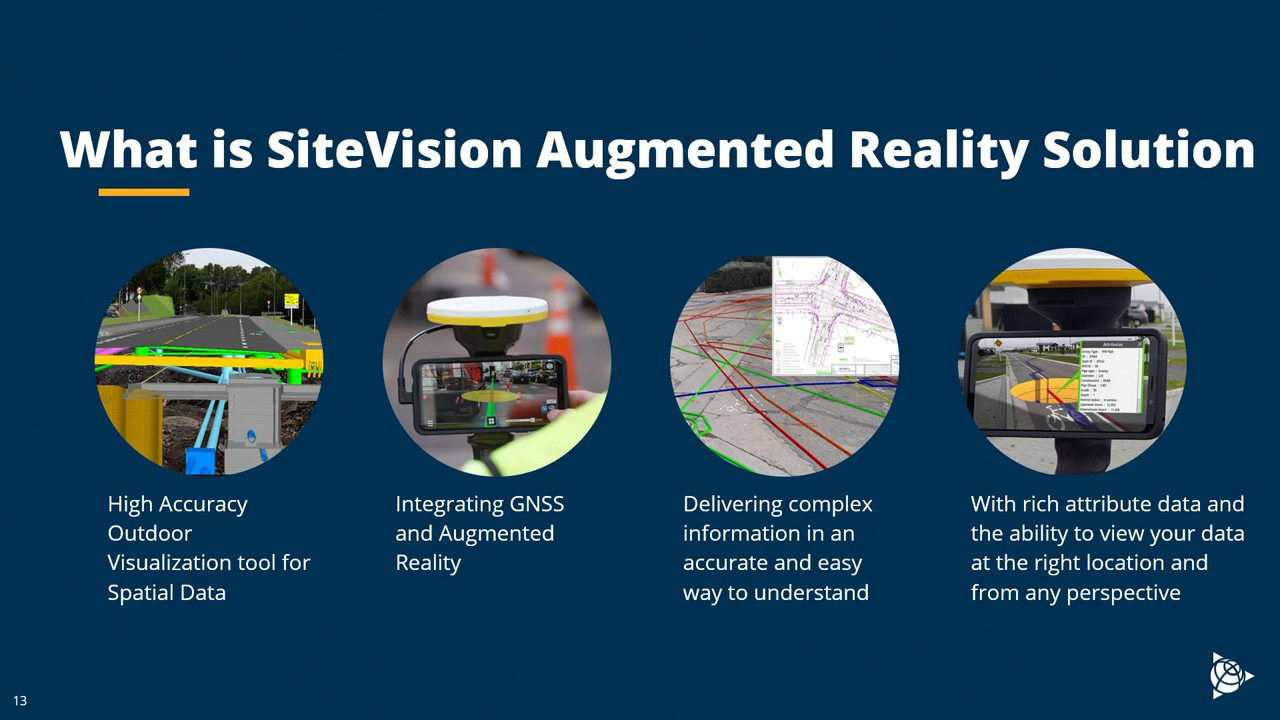 What is SiteVision Augmented Reality Solution
High Accuracy
Outdoor
Visualization tool for
Spatial Data
Integrating GNSS
and Augmented
Reality
Delivering complex
information in an
accurate and easy
way to understand
With rich attribute data and
the ability to view your data
at the right location and
from any perspective
13